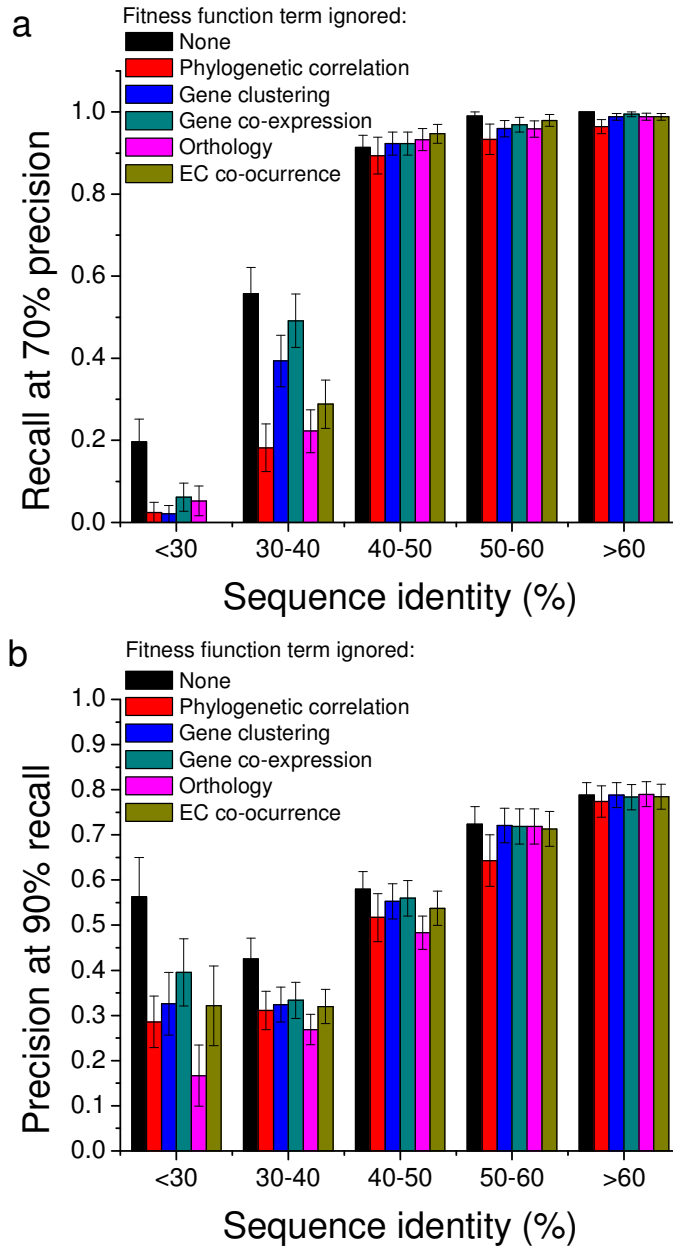 a
Fitness function term ignored:
None
Phylogenetic correlation
Gene clustering
Gene co-expression
Orthology
EC co-ocurrence
1.0
0.8
0.6
0.4
0.2
0.0
Recall at 70% precision
<30 30-40 40-50 50-60 >60
Sequence identity (%)
b
Fitness fiunction term ignored:
None
Phylogenetic correlation
Gene clustering
Gene co-expression
Orthology
EC co-ocurrence
1.0
0.9
0.8
0.7
0.6
0.5
0.4
0.3
0.2
0.1
0.0
Precision at 90% recall
<30 30-40 40-50 50-60 >60
Sequence identity (%)